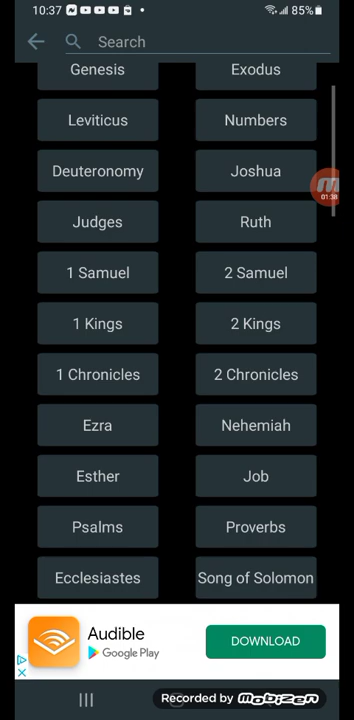 10:37 85%
Search
Genesis Exodus
Leviticus Numbers
Deuteronomy Joshua
01:38
Judges Ruth
1 Samuel 2 Samuel
1 Kings 2 Kings
1 Chronicles 2 Chronicles
Ezra Nehemiah
Esther Job
Psalms Proverbs
Ecclesiastes Song of Solomon
Audible
Google Play
DOWNLOAD
Recorded by mobizen